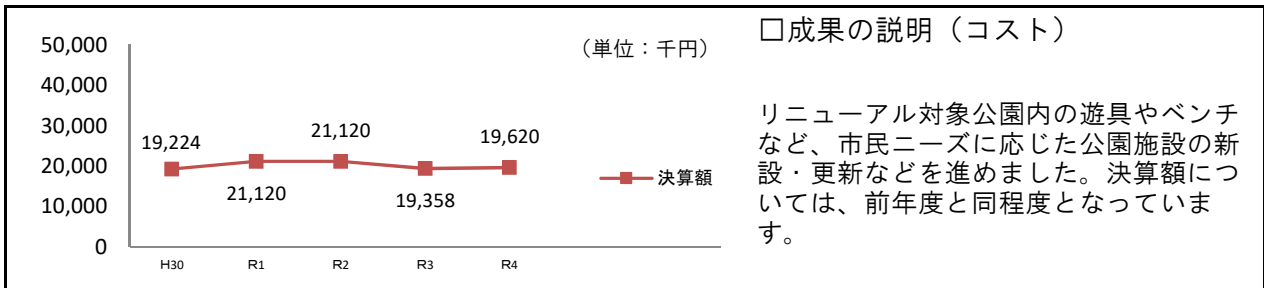 50,000
40,000
30,000
20,000
10,000
0
（単位：千円）
19,224
21,120
21,120
19,358
19,620
決算額
H30
R1
R2
R3
R4
□成果の説明（コスト）
リニューアル対象公園内の遊具やベンチ
など、市民ニーズに応じた公園施設の新
設・更新などを進めました。決算額につ
いては、前年度と同程度となっていま
す。